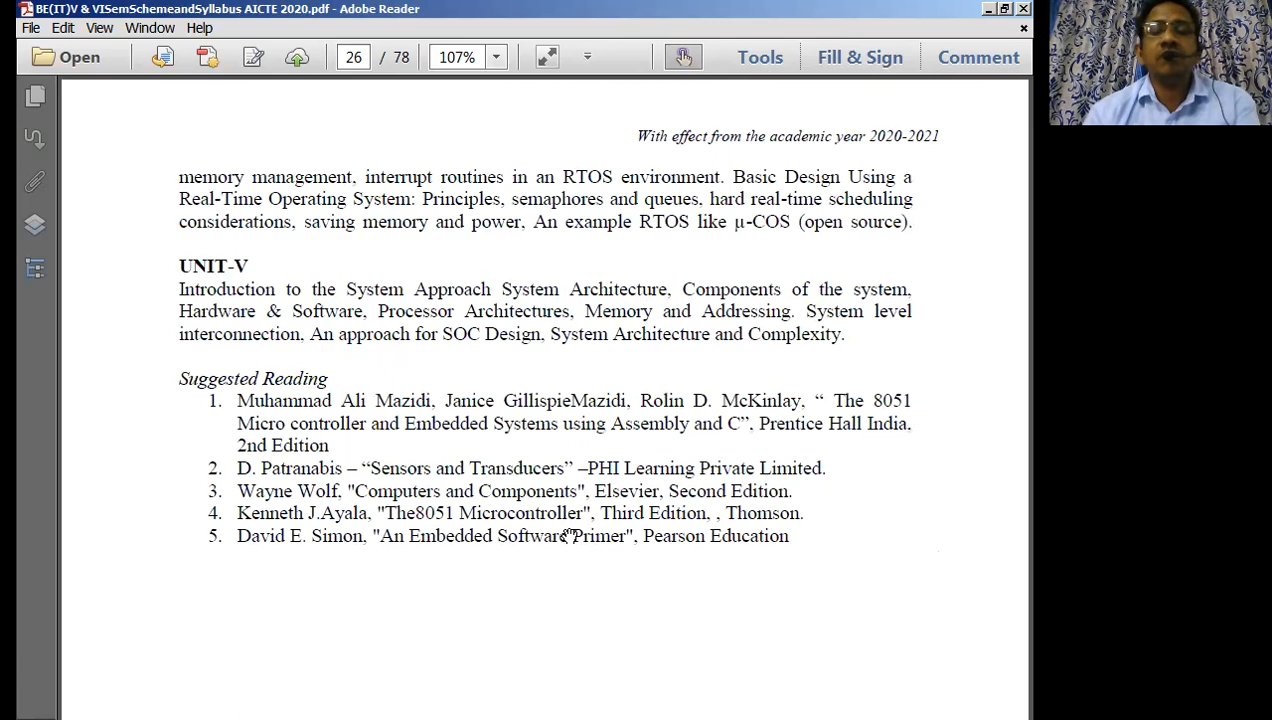 BE(IT)V & VISemSchemeandSyllabus AICTE 2020.pdf - Adobe Reader
File Edit View Window Help
Open 26 / 78 107% Tools Fill & Sign Comment
With effect from the academic year 2020-2021
memory management, interrupt routines in an RTOS environment. Basic Design Using a
Real-Time Operating System: Principles, semaphores and queues, hard real-time scheduling
considerations, saving memory and power, An example RTOS like μ-COS (open source).
UNIT-V
Introduction to the System Approach System Architecture, Components of the system,
Hardware & Software, Processor Architectures, Memory and Addressing. System level
interconnection, An approach for SOC Design, System Architecture and Complexity.
Suggested Reading
1. Muhammad Ali Mazidi, Janice GillispieMazidi, Rolin D. McKinlay, “ The 8051
Micro controller and Embedded Systems using Assembly and C”, Prentice Hall India,
2nd Edition
2. D. Patranabis – “Sensors and Transducers” –PHI Learning Private Limited.
3. Wayne Wolf, "Computers and Components", Elsevier, Second Edition.
4. Kenneth J.Ayala, "The8051 Microcontroller", Third Edition, , Thomson.
5. David E. Simon, "An Embedded Software Primer", Pearson Education